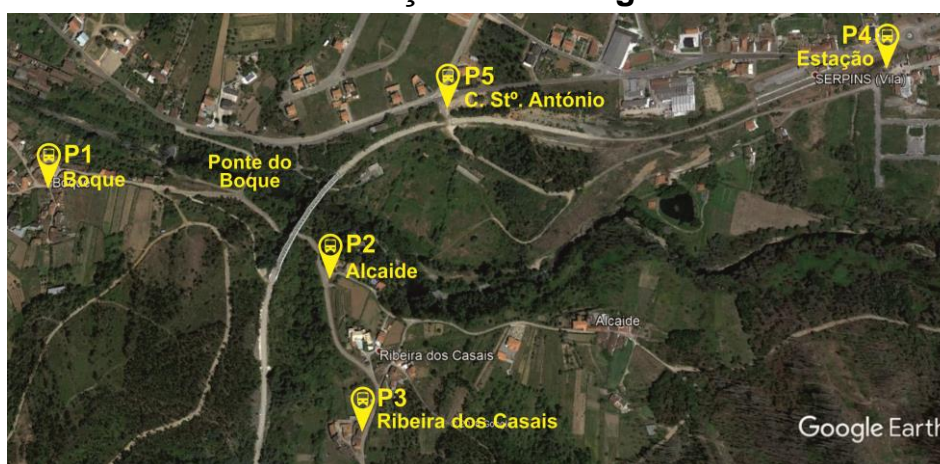 P4
Estação
SERPINS (Vila)
P5
C. Stº. António
P1
Boque
Ponte do
Boque
P2
Alcaide
Alcaide
Ribeira dos Casais
P3
Ribeira dos Casais
Google Earth